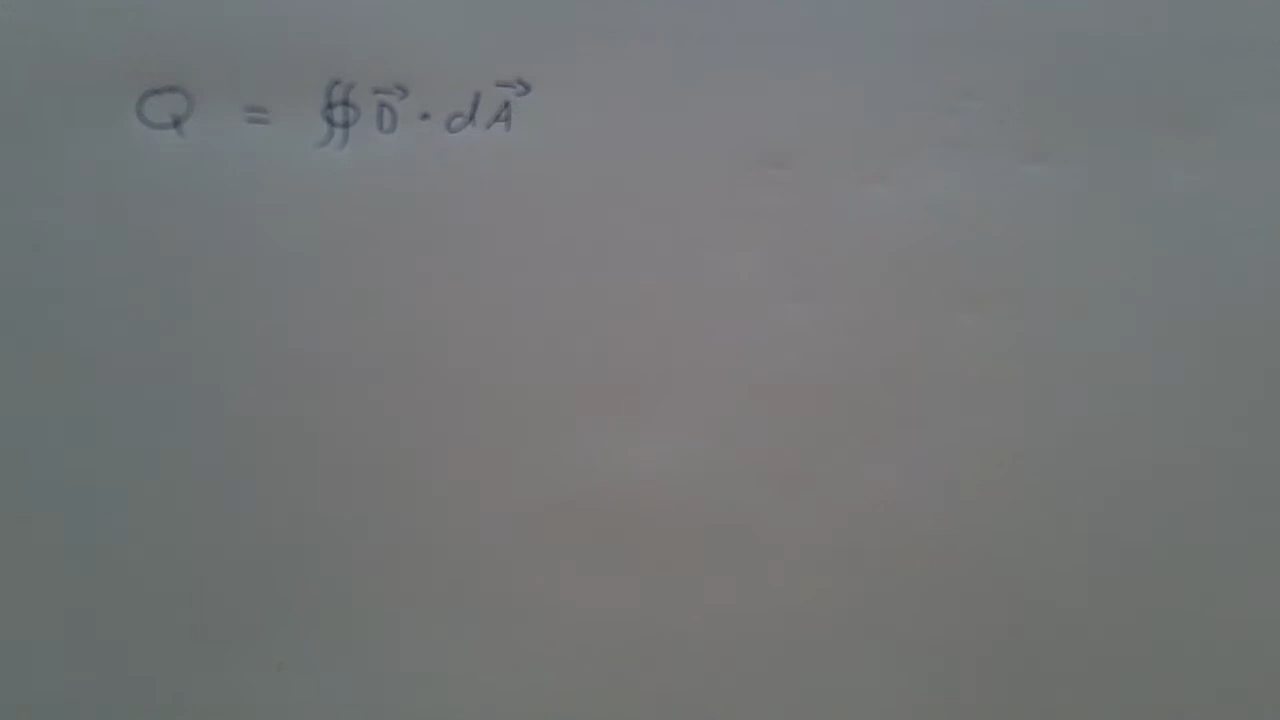 Q = ∯ D⃗ · dA⃗